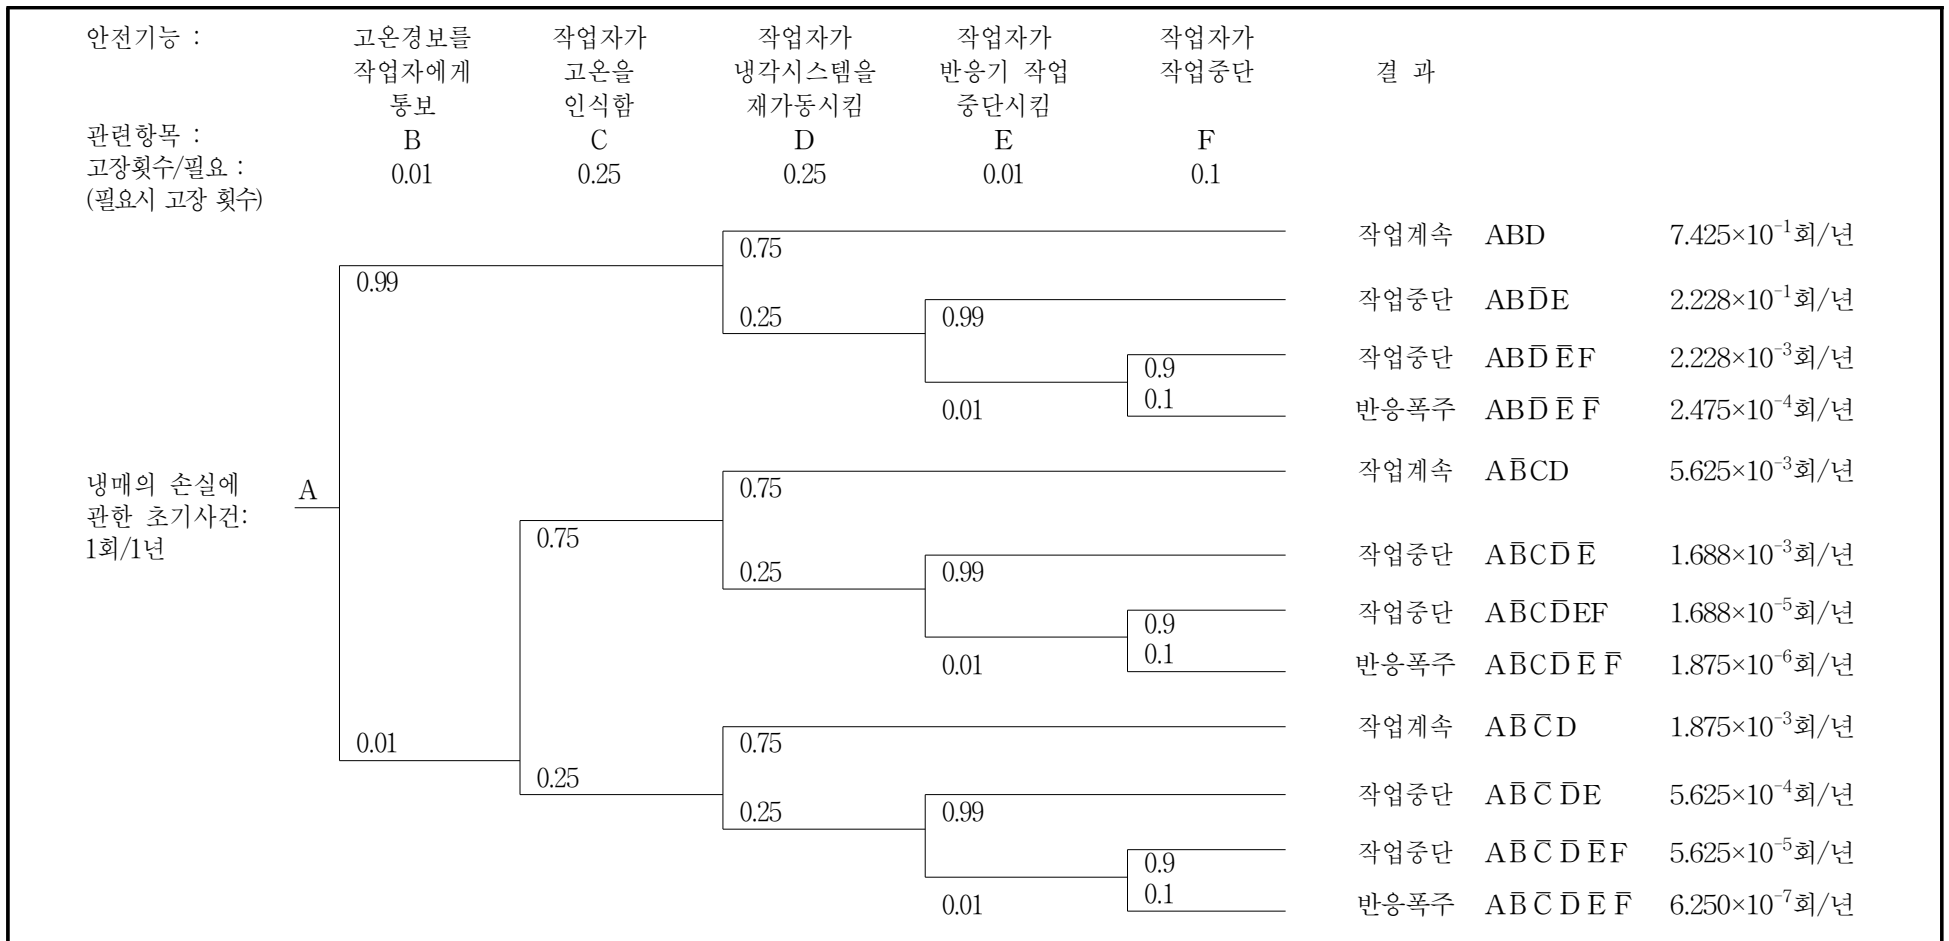 안전기능 : 고온경보를 작업자가 작업자가 작업자가 작업자가
작업자에게 고온을 냉각시스템을 반응기 작업 작업중단 결 과
통보 인식함 재가동시킴 중단시킴
관련항목 : B C D E F
고장횟수/필요 : 0.01 0.25 0.25 0.01 0.1
(필요시 고장 횟수)
작업계속 ABD 7.425×10⁻¹회/년
0.75
0.99
작업중단 ABD̅E 2.228×10⁻¹회/년
0.25 0.99
작업중단 ABD̅ E̅F 2.228×10⁻³회/년
0.9
0.1
0.01 반응폭주 ABD̅ E̅ F̅ 2.475×10⁻⁴회/년
작업계속 AB̅CD 5.625×10⁻³회/년
냉매의 손실에 A 0.75
관한 초기사건:
0.75
1회/1년 작업중단 AB̅CD̅ E̅ 1.688×10⁻³회/년
0.25 0.99
작업중단 AB̅CD̅EF 1.688×10⁻⁵회/년
0.9
0.1
0.01 반응폭주 AB̅CD̅ E̅ F̅ 1.875×10⁻⁶회/년
작업계속 AB̅ C̅D 1.875×10⁻³회/년
0.01 0.75
0.25
작업중단 AB̅ C̅ D̅E 5.625×10⁻⁴회/년
0.25 0.99
작업중단 AB̅ C̅ D̅ E̅F 5.625×10⁻⁵회/년
0.9
0.1
0.01 반응폭주 AB̅ C̅ D̅ E̅ F̅ 6.250×10⁻⁷회/년